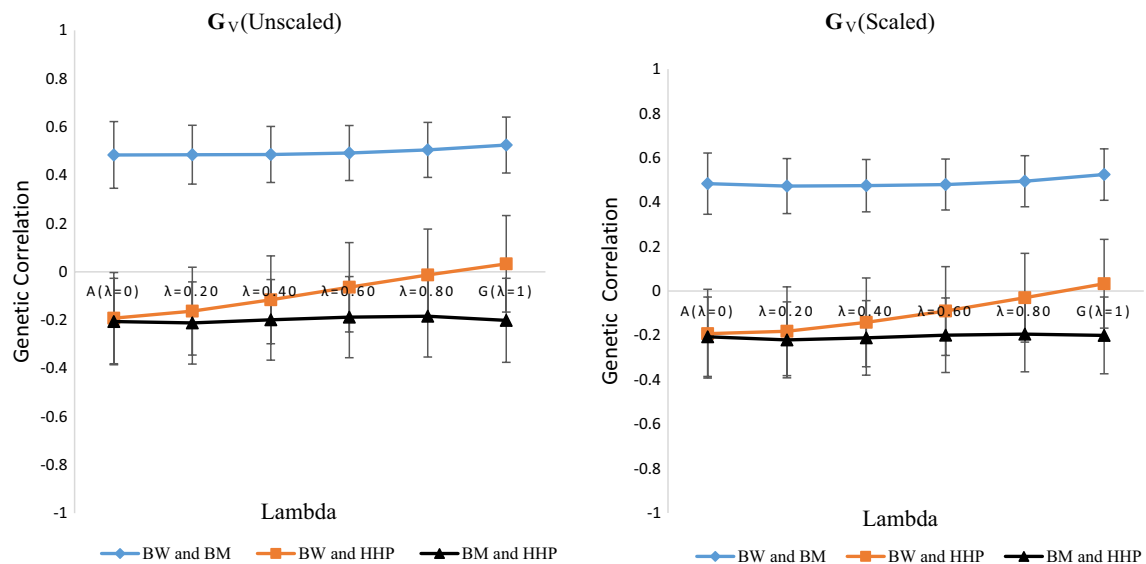 G_V(Unscaled)
1
0.8
0.6
0.4
0.2
0
-0.2
-0.4
-0.6
-0.8
-1
Genetic Correlation
A(λ=0) λ=0.20 λ=0.40 λ=0.60 λ=0.80 G(λ=1)
Lambda
BW and BM BW and HHP BM and HHP
G_V(Scaled)
1
0.8
0.6
0.4
0.2
0
-0.2
-0.4
-0.6
-0.8
-1
Genetic Correlation
A(λ=0) λ=0.20 λ=0.40 λ=0.60 λ=0.80 G(λ=1)
Lambda
BW and BM BW and HHP BM and HHP